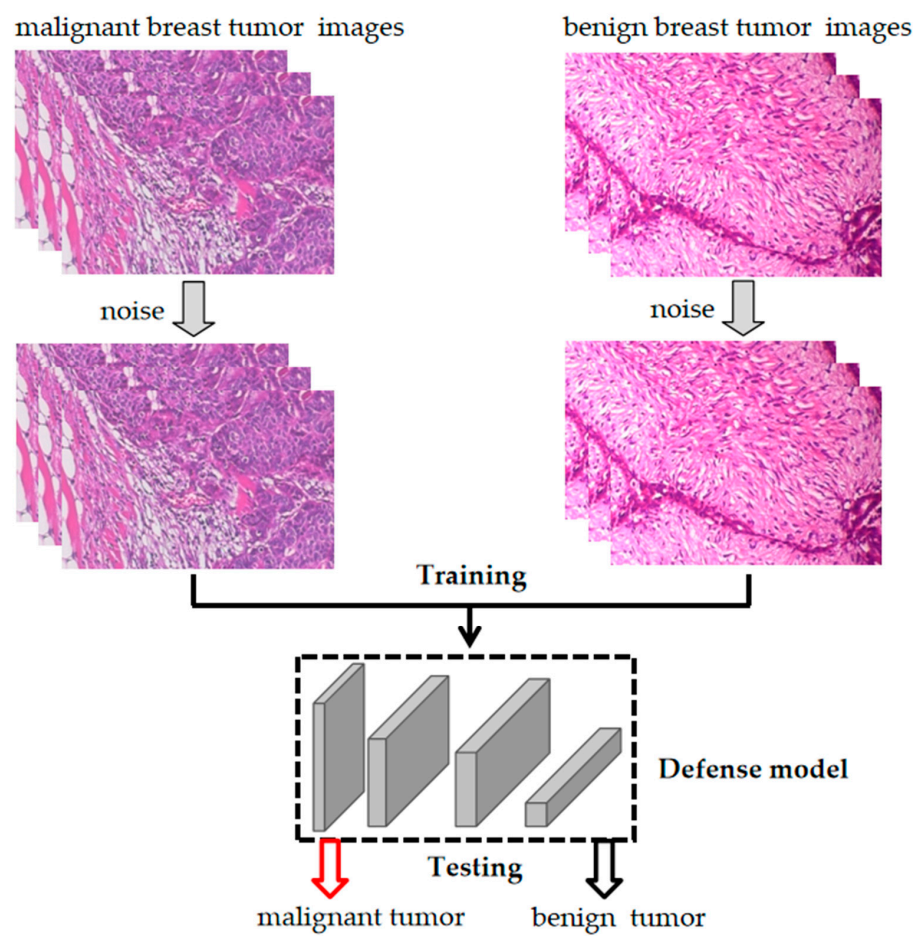 malignant breast tumor images
benign breast tumor images
noise
noise
Training
Defense model
Testing
malignant tumor
benign tumor